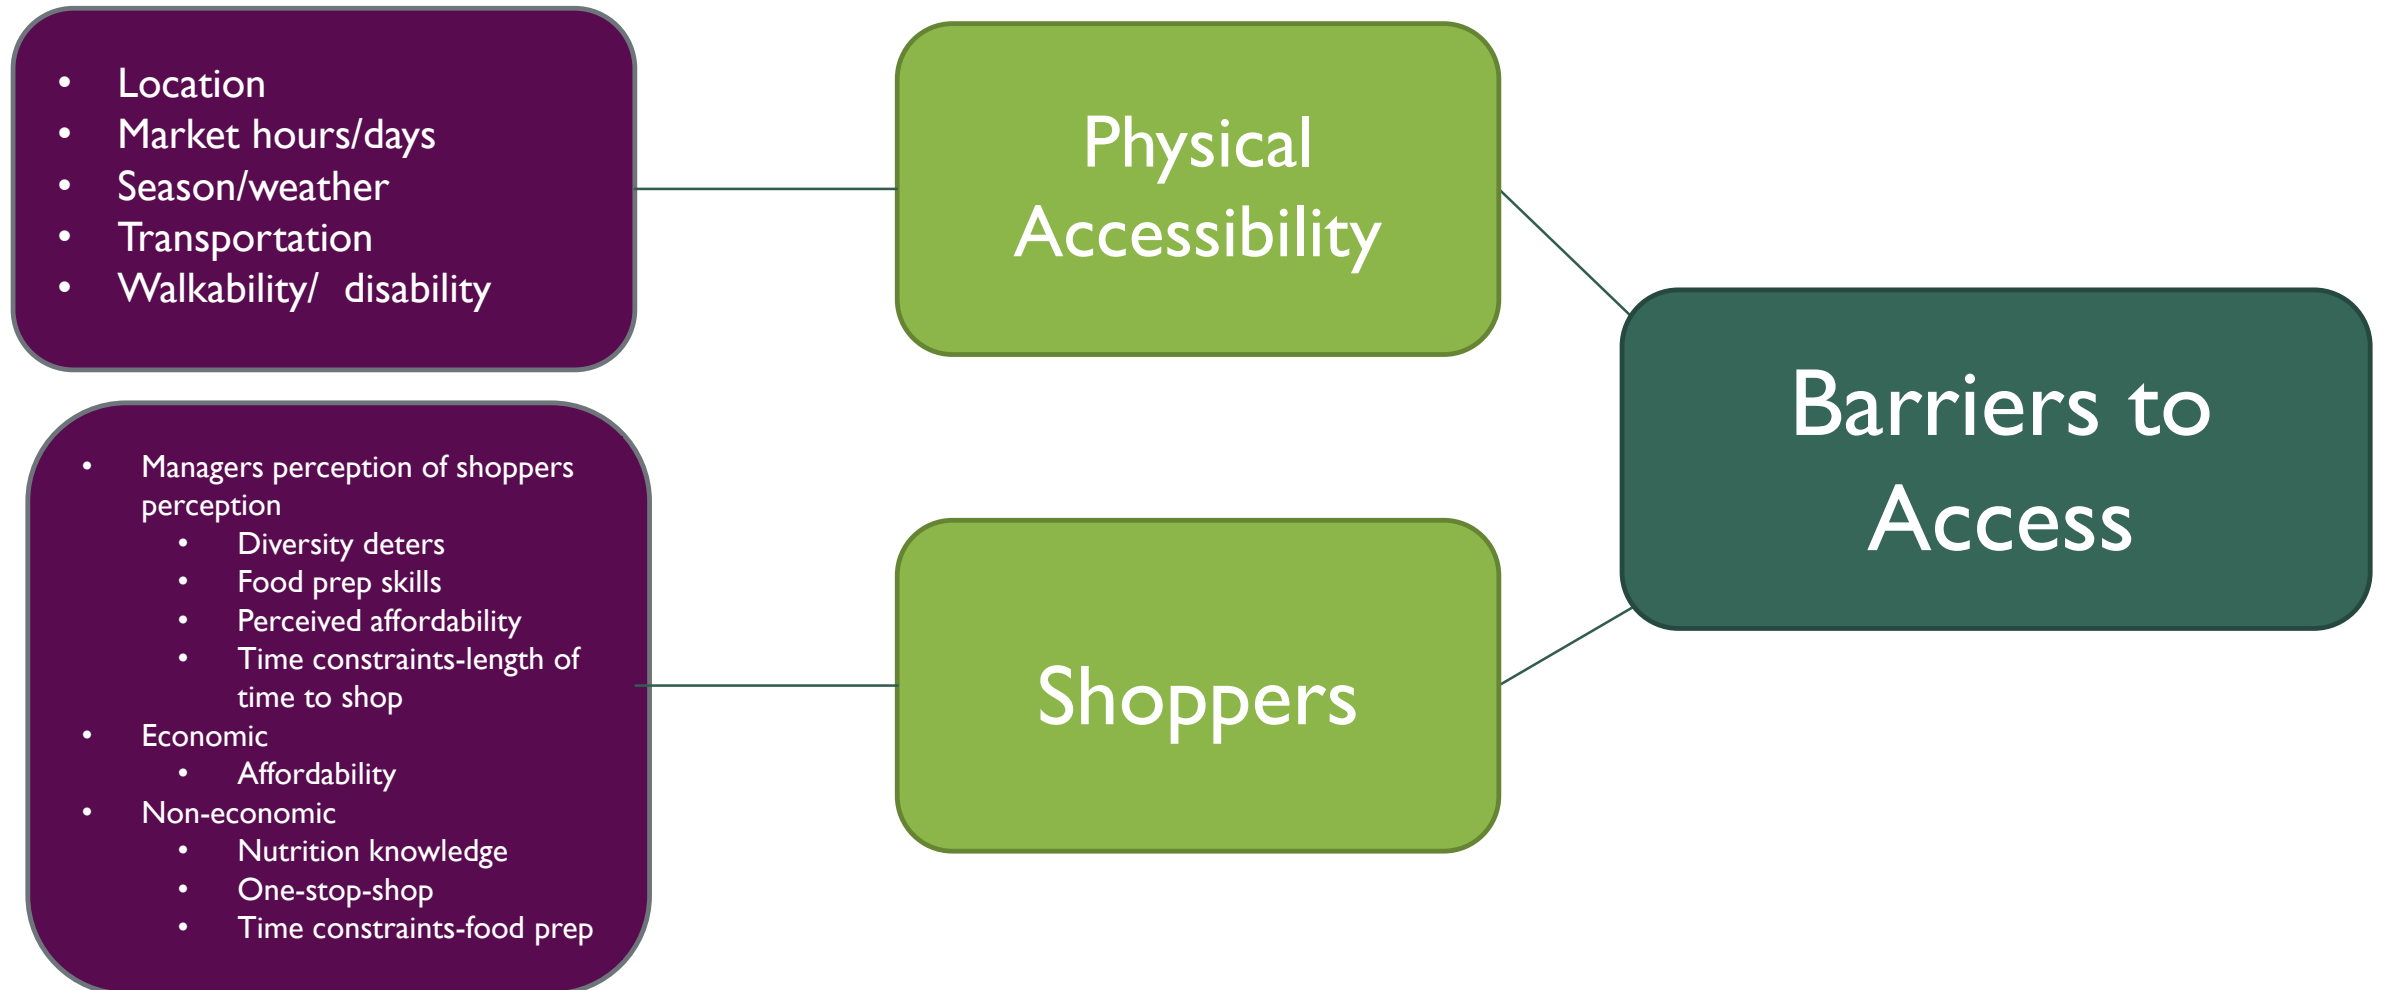 • Location
• Market hours/days
• Season/weather
• Transportation
• Walkability/ disability
Physical
Accessibility
Barriers to
Access
• Managers perception of shoppers
perception
• Diversity deters
• Food prep skills
• Perceived affordability
• Time constraints-length of
time to shop
• Economic
• Affordability
• Non-economic
• Nutrition knowledge
• One-stop-shop
• Time constraints-food prep
Shoppers